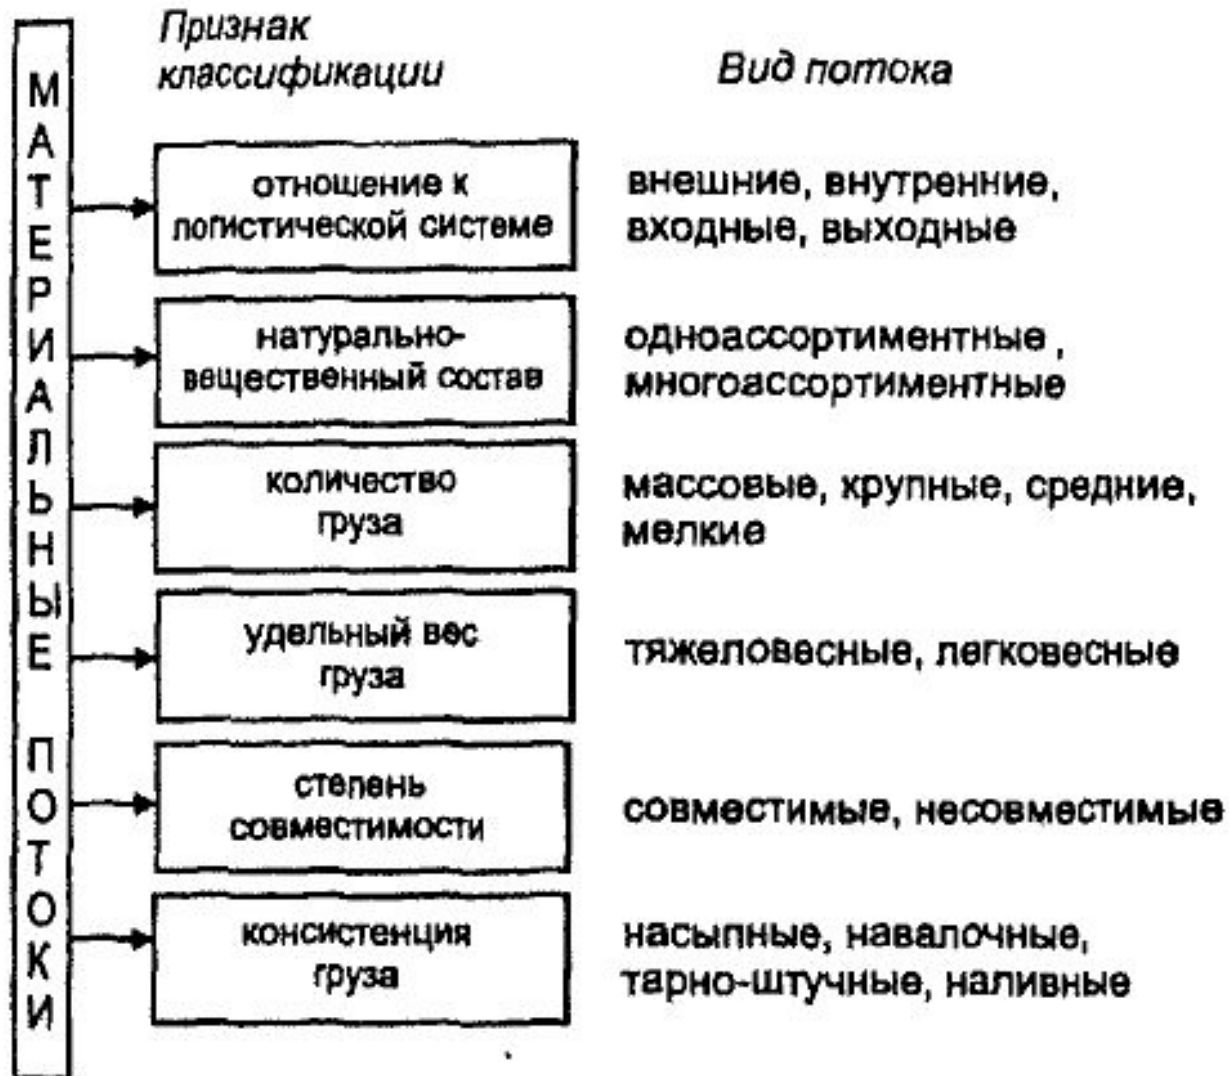 МАТЕРИАЛЬНЫЕ ПОТОКИ
Признак
классификации
Вид потока
отношение к
логистической системе
внешние, внутренние,
входные, выходные
натурально-
вещественный состав
одноассортиментные,
многоассортиментные
количество
груза
массовые, хрупные, средние,
мелкие
удельный вес
груза
тяжеловесные, легковесные
степень
совместимости
совместимые, несовместимые
консистенция
груза
насыпные, навалочные,
тарно-штучные, наливные